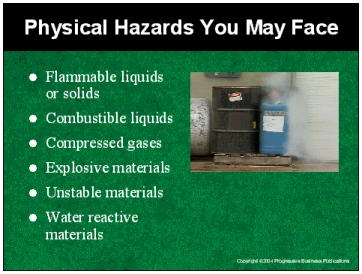 Physical Hazards You May Face
Flammable liquids
or solids
Combustible liquids
Compressed gases
Explosive materials
Unstable materials
Water reactive
materials
Copyright ©2004 Progressive Business Publications